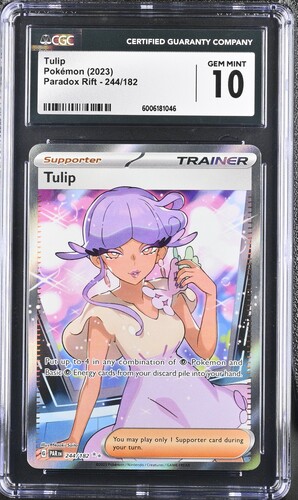 CGC
CERTIFIED GUARANTY COMPANY
Tulip
Pokémon (2023)
Paradox Rift - 244/182
GEM MINT
10
6006181046
Supporter
TRAINER
Tulip
Put up to 4 in any combination of Pokémon and
Basic Energy cards from your discard pile into your hand.
You may play only 1 Supporter card during
your turn.
PAR EN 244/182